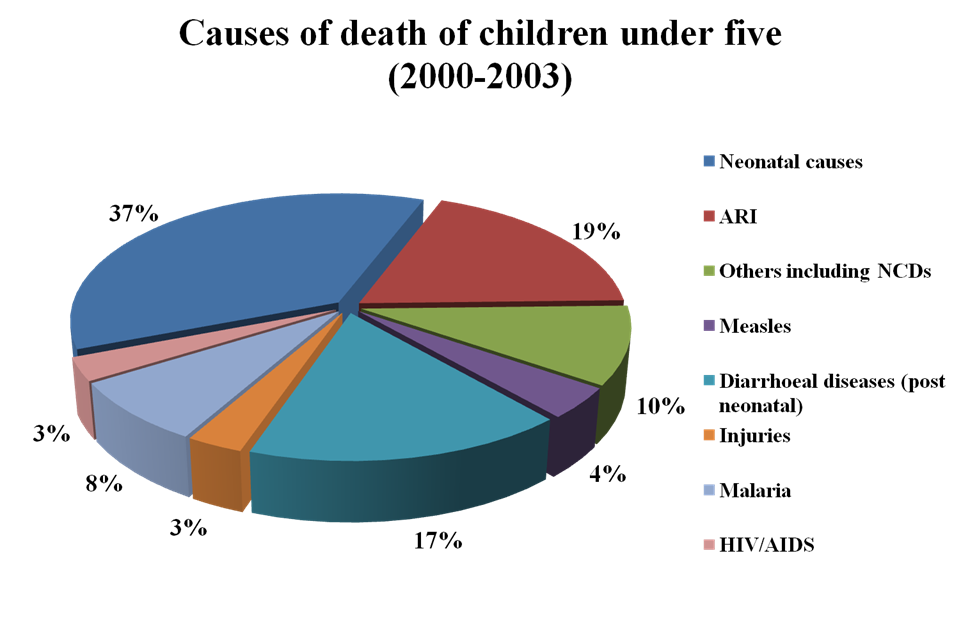 Causes of death of children under five
(2000-2003)
37%
19%
10%
4%
17%
3%
8%
3%
Neonatal causes
ARI
Others including NCDs
Measles
Diarrhoeal diseases (post
neonatal)
Injuries
Malaria
HIV/AIDS